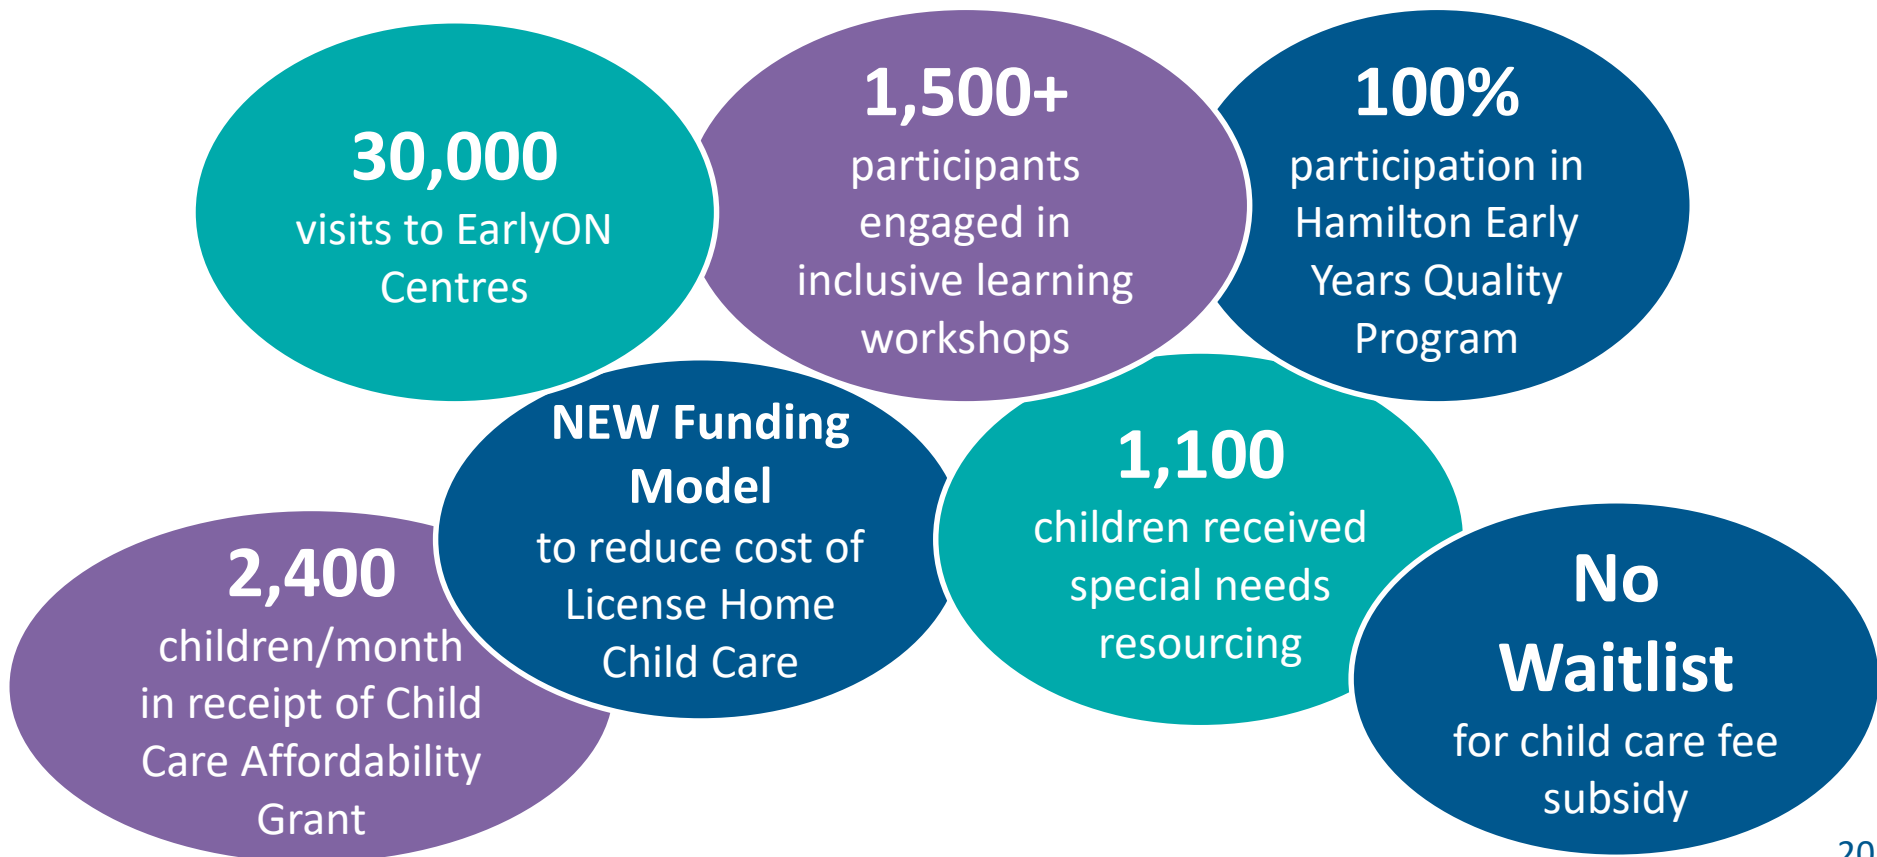 30,000
visits to EarlyON
Centres
1,500+
participants
engaged in
inclusive learning
workshops
100%
participation in
Hamilton Early
Years Quality
Program
2,400
children/month
in receipt of Child
Care Affordability
Grant
NEW Funding
Model
to reduce cost of
License Home
Child Care
1,100
children received
special needs
resourcing
No
Waitlist
for child care fee
subsidy
20